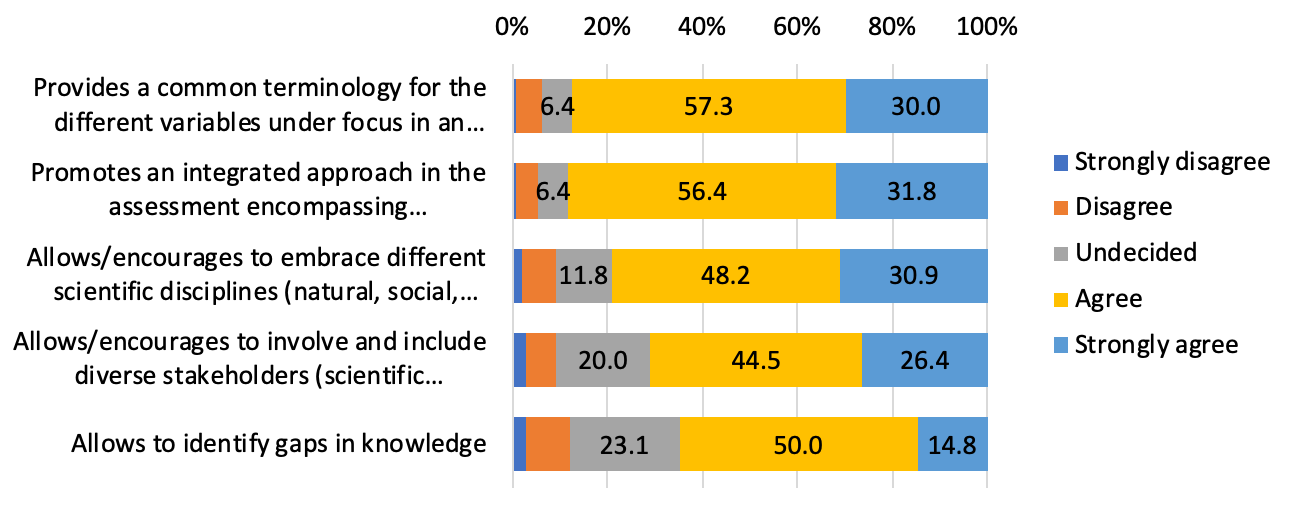 0% 20% 40% 60% 80% 100%
Provides a common terminology for the
different variables under focus in an...
6.4 57.3 30.0
Promotes an integrated approach in the
assessment encompassing...
6.4 56.4 31.8
Allows/encourages to embrace different
scientific disciplines (natural, social,...
11.8 48.2 30.9
Allows/encourages to involve and include
diverse stakeholders (scientific...
20.0 44.5 26.4
Allows to identify gaps in knowledge
23.1 50.0 14.8
Strongly disagree
Disagree
Undecided
Agree
Strongly agree